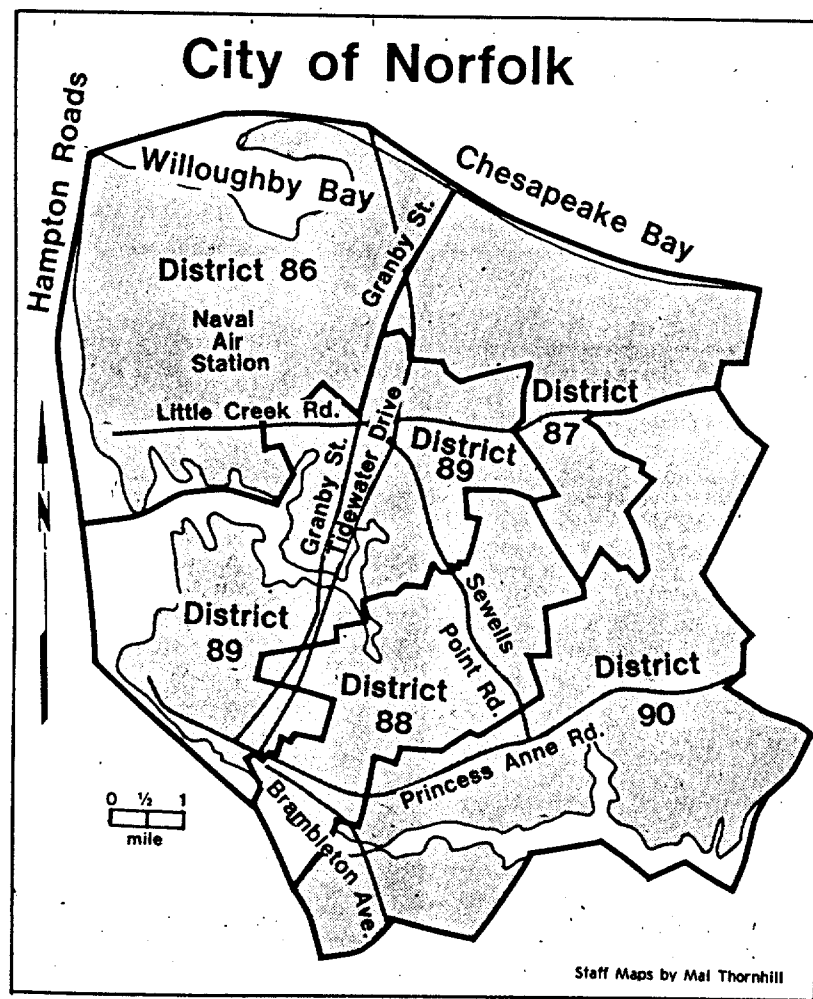 City of Norfolk
Hampton Roads
Willoughby Bay
Chesapeake Bay
Granby St.
District 86
Naval
Air
Station
Little Creek Rd.
District
87
Tidewater Drive
Granby St.
District
89
N
District
89
Sewells
Point Rd.
District
88
District
90
Princess Anne Rd.
0 ½ 1
mile
Brambleton Ave.
Staff Maps by Mal Thornhill